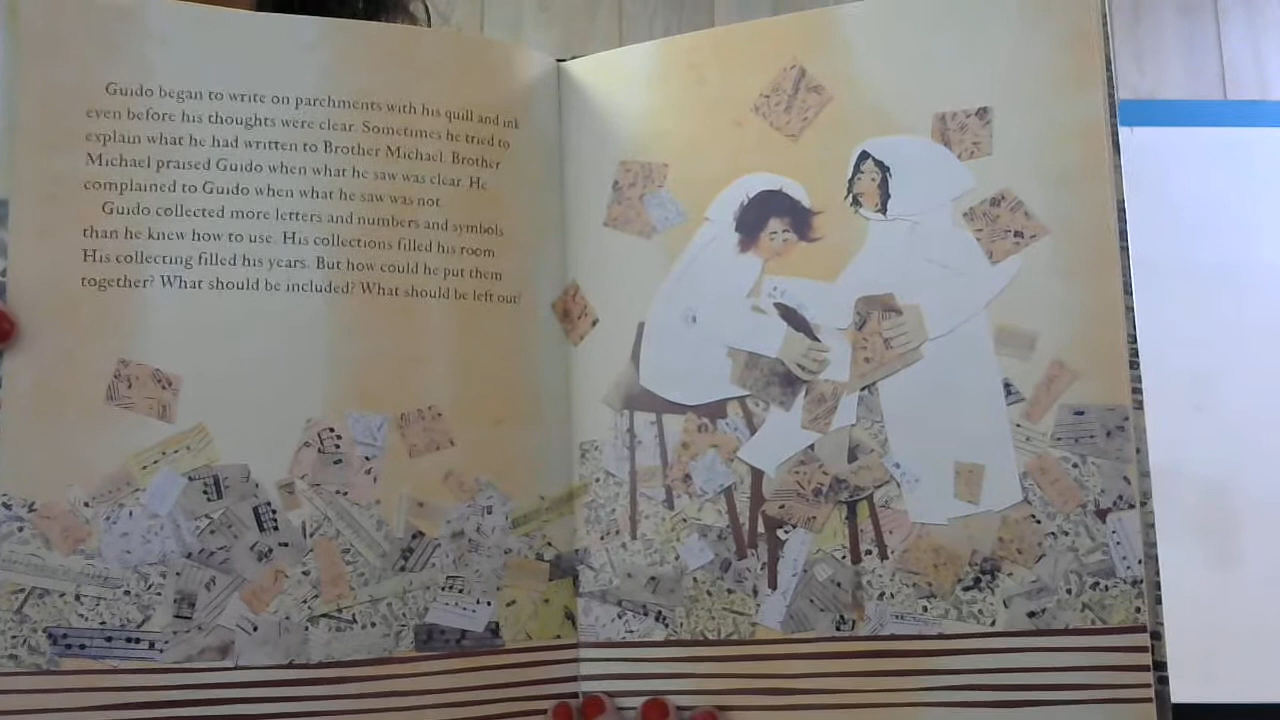 Guido began to write on parchments with his quill and ink
even before his thoughts were clear. Sometimes he tried to
explain what he had written to Brother Michael. Brother
Michael praised Guido when what he saw was clear. He
complained to Guido when what he saw was not.
Guido collected more letters and numbers and symbols
than he knew how to use. His collections filled his room.
His collecting filled his years. But how could he put them
together? What should be included? What should be left out?